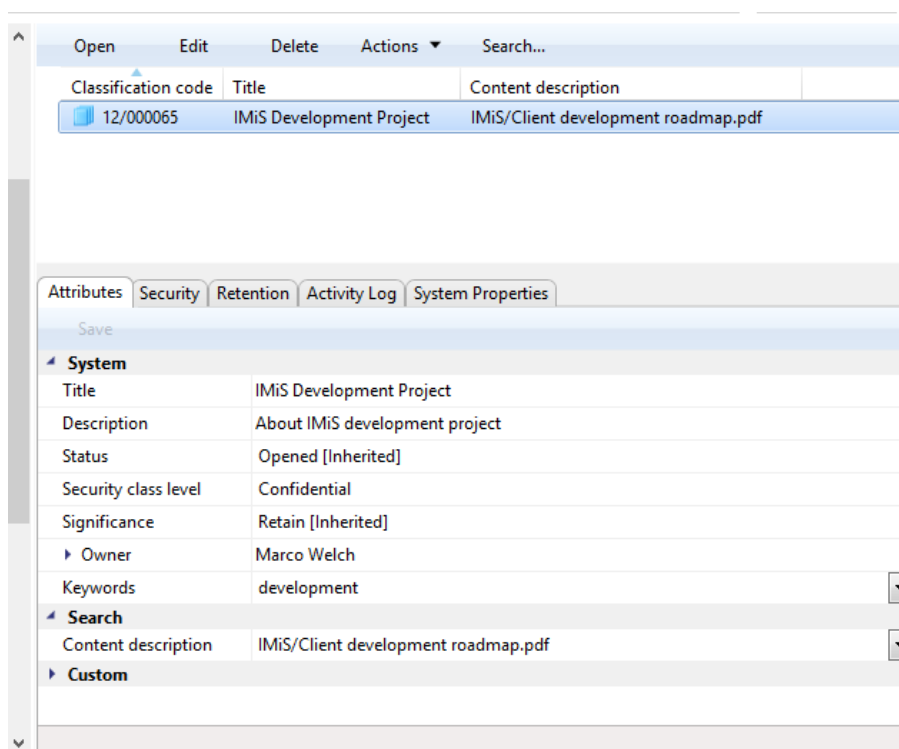 Open Edit Delete Actions Search...
Classification code Title Content description
12/000065 IMiS Development Project IMiS/Client development roadmap.pdf
Attributes Security Retention Activity Log System Properties
Save
System
Title IMiS Development Project
Description About IMiS development project
Status Opened [Inherited]
Security class level Confidential
Significance Retain [Inherited]
Owner Marco Welch
Keywords development
Search
Content description IMiS/Client development roadmap.pdf
Custom